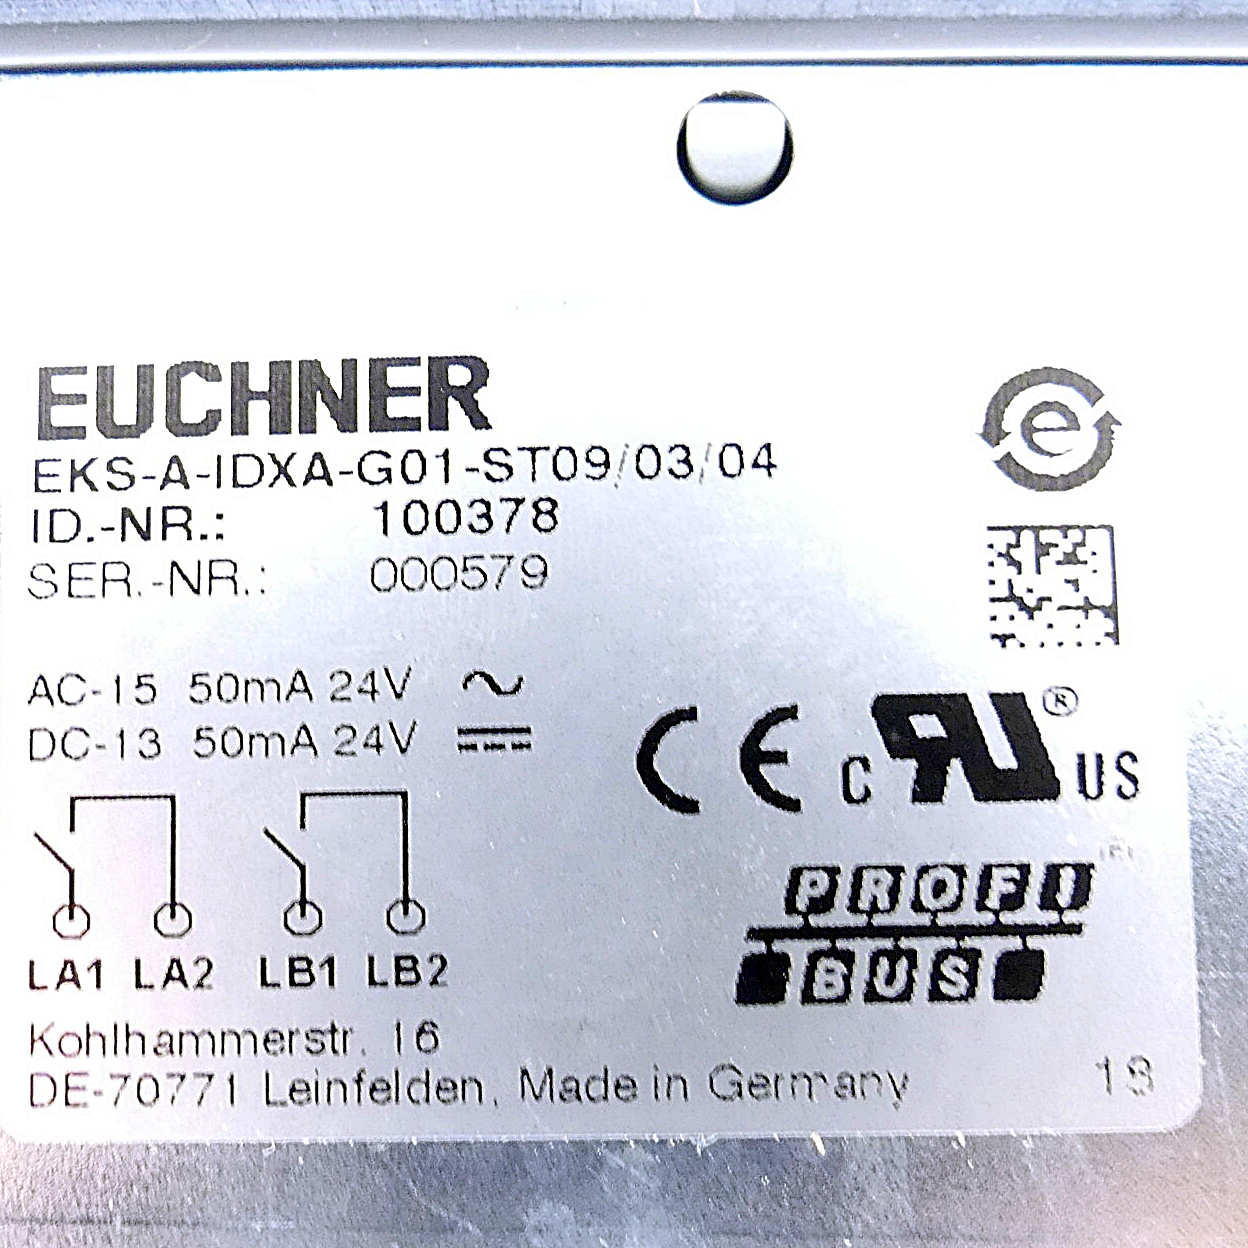 EUCHNER
EKS-A-IDXA-G01-ST09/03/04
ID.-NR.: 100378
SER.-NR.: 000579
AC-15 50mA 24V
DC-13 50mA 24V
CE c RU ® US
LA1 LA2 LB1 LB2
PROFI
BUS
Kohlhammerstr. 16
DE-70771 Leinfelden, Made in Germany